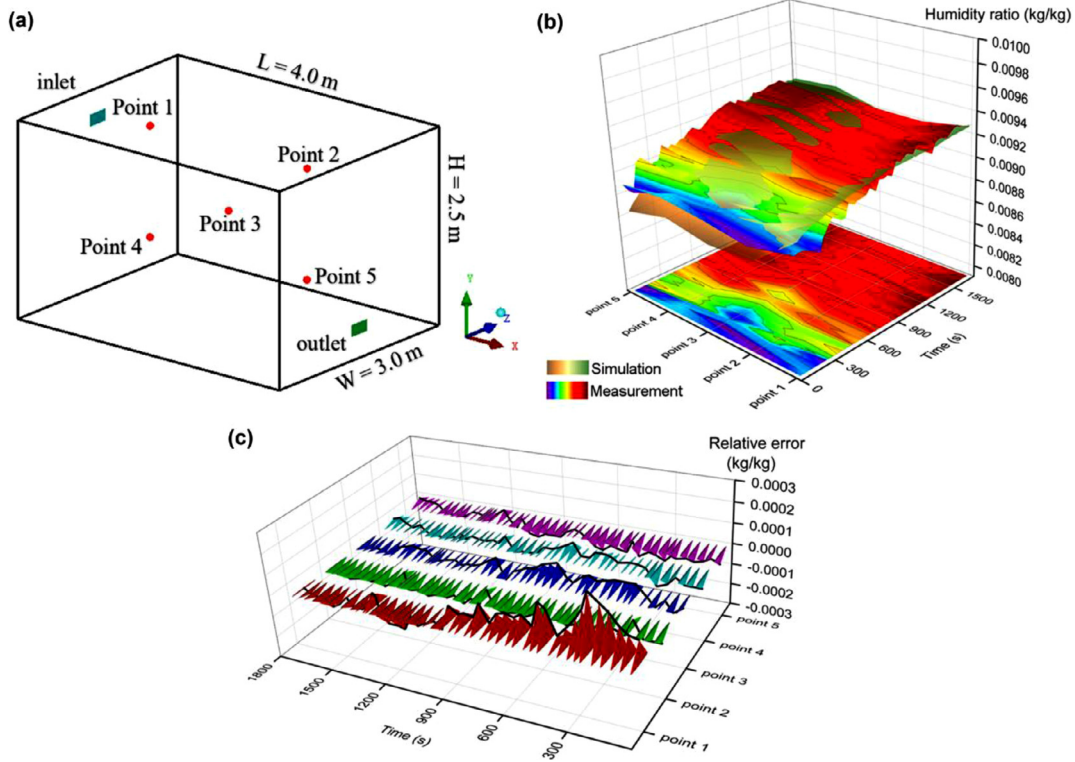 (a)
inlet
L = 4.0 m
Point 1
Point 2
H = 2.5 m
Point 3
Point 4
Point 5
outlet
W = 3.0 m
Y
Z
X
(b)
Humidity ratio (kg/kg)
0.0100
0.0098
0.0096
0.0094
0.0092
0.0090
0.0088
0.0086
0.0084
0.0082
0.0080
point 5
point 4
point 3
point 2
point 1
0
300
600
900
1200
1500
Time (s)
Simulation
Measurement
(c)
Relative error
(kg/kg)
0.0003
0.0002
0.0001
0.0000
-0.0001
-0.0002
-0.0003
point 5
point 4
point 3
point 2
point 1
1800
1500
1200
900
600
300
Time (s)